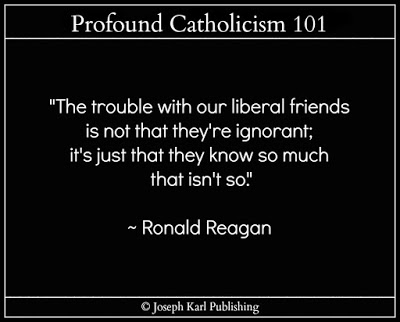 Profound Catholicism 101
"The trouble with our liberal friends
is not that they're ignorant;
it's just that they know so much
that isn't so."
~ Ronald Reagan
© Joseph Karl Publishing